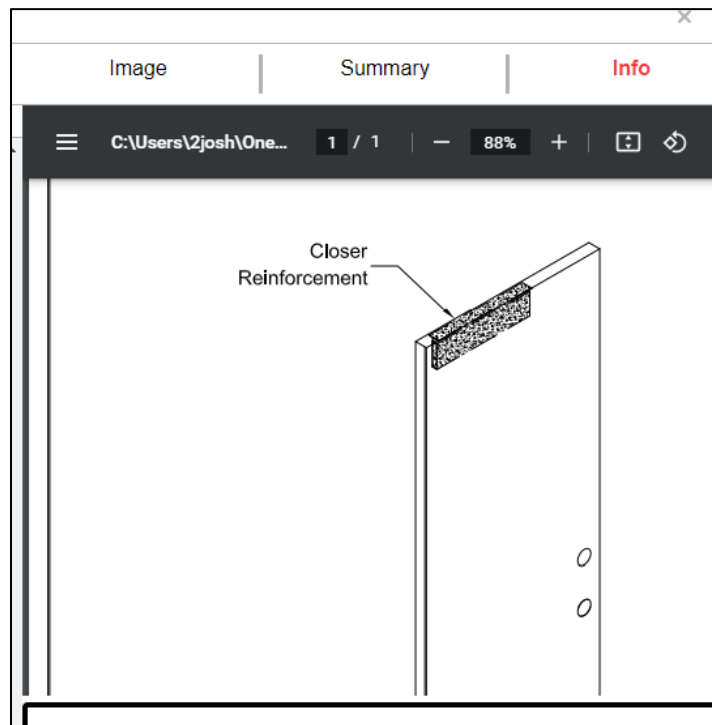 Image Summary Info
C:\Users\2josh\One... 1 / 1 88%
Closer
Reinforcement